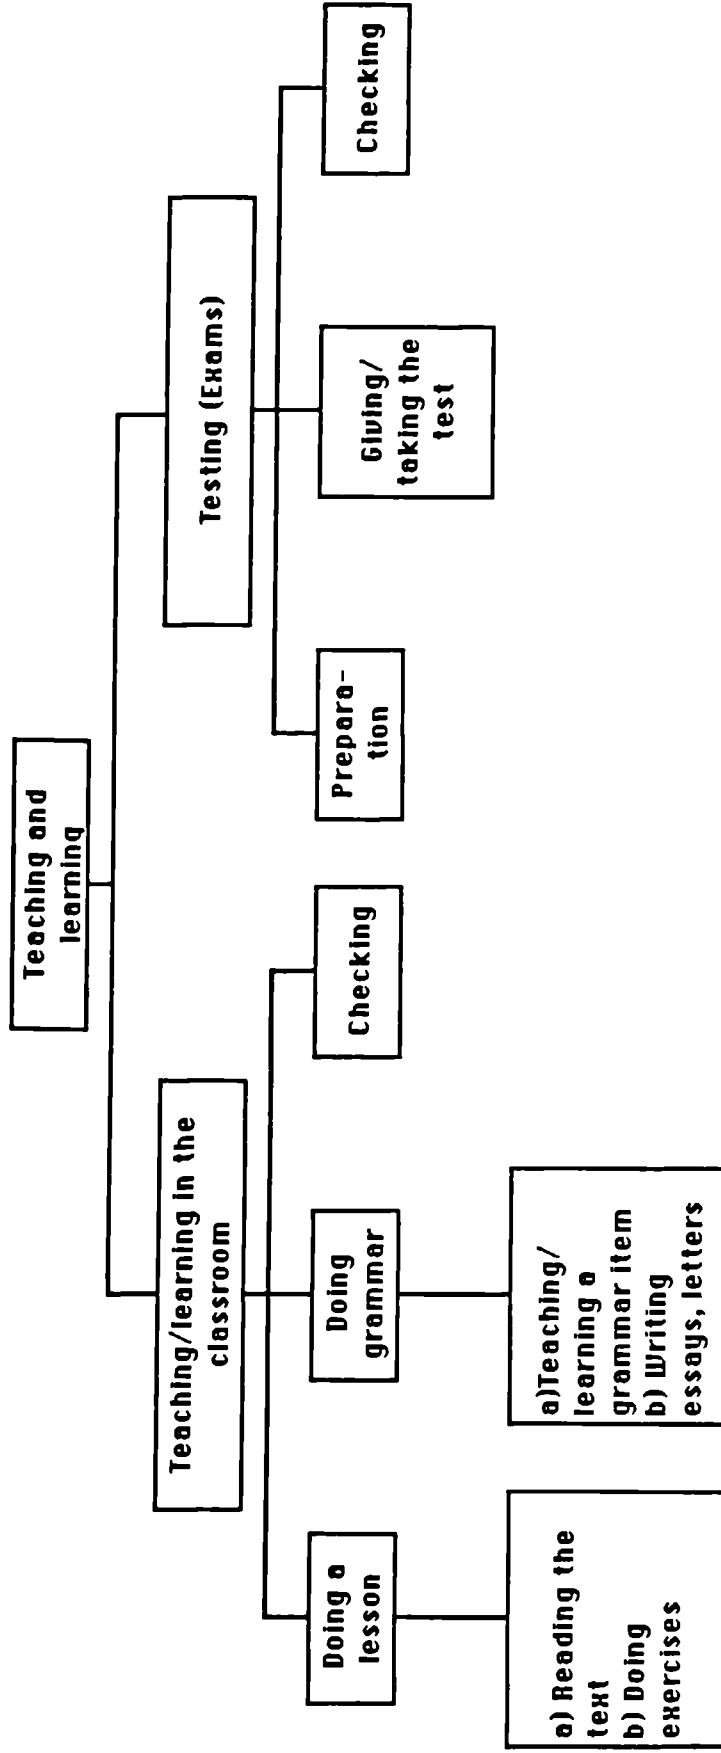 Teaching and
learning
Teaching/learning in the
classroom
Testing (Exams)
Doing a
lesson
Doing
grammar
Checking
Prepara-
tion
Giving/
taking the
test
Checking
a) Reading the
text
b) Doing
exercises
a)Teaching/
learning a
grammar item
b) Writing
essays, letters